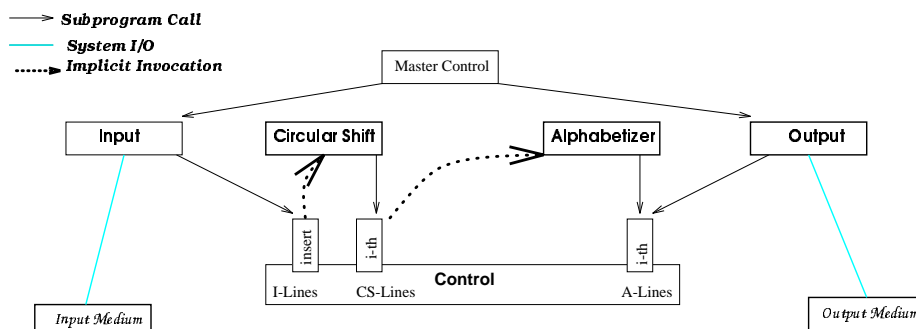 Subprogram Call
System I/O
Implicit Invocation
Master Control
Input
Circular Shift
Alphabetizer
Output
insert
i-th
i-th
Control
I-Lines
CS-Lines
A-Lines
Input Medium
Output Medium